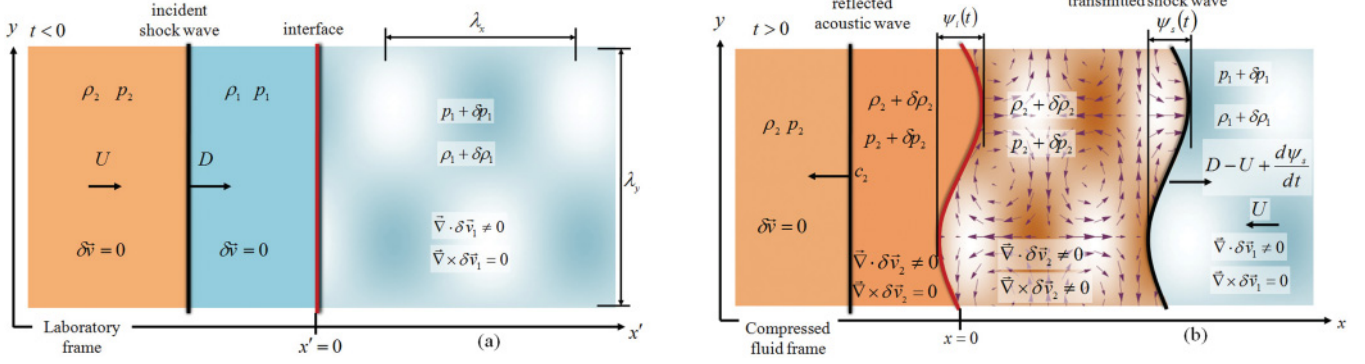 incident
shock wave
interface
y
t < 0
λₓ
ρ₂ p₂
ρ₁ p₁
p₁ + δp₁
ρ₁ + δρ₁
U
D
λ_y
δv⃗ = 0
δv⃗ = 0
∇⃗ · δv⃗₁ ≠ 0
∇⃗ × δv⃗₁ = 0
Laboratory
frame
x′ = 0
(a)
x′
reflected
acoustic wave
transmitted shock wave
y
t > 0
ψᵢ(t)
ψₛ(t)
p₁ + δp₁
ρ₁ + δρ₁
ρ₂ p₂
ρ₂ + δρ₂
p₂ + δp₂
ρ₂ + δρ₂
p₂ + δp₂
D − U + dψₛ/dt
c₂
U
δv⃗ = 0
∇⃗ · δv⃗₂ ≠ 0
∇⃗ × δv⃗₂ = 0
∇⃗ · δv⃗₂ ≠ 0
∇⃗ × δv⃗₂ ≠ 0
∇⃗ · δv⃗₁ ≠ 0
∇⃗ × δv⃗₁ = 0
Compressed
fluid frame
x = 0
(b)
x